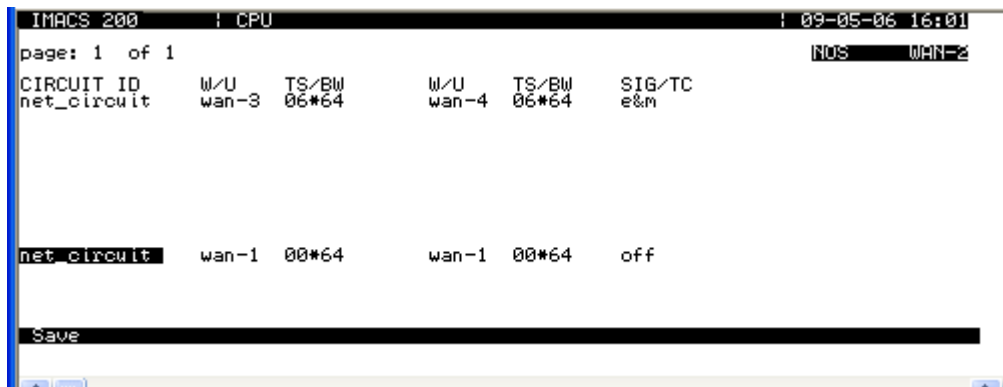 IMACS 200 | CPU | 09-05-06 16:01
page: 1 of 1 NOS WAN-2
CIRCUIT ID W/U TS/BW W/U TS/BW SIG/TC
net_circuit wan-3 06*64 wan-4 06*64 e&m
net_circuit wan-1 00*64 wan-1 00*64 off
Save